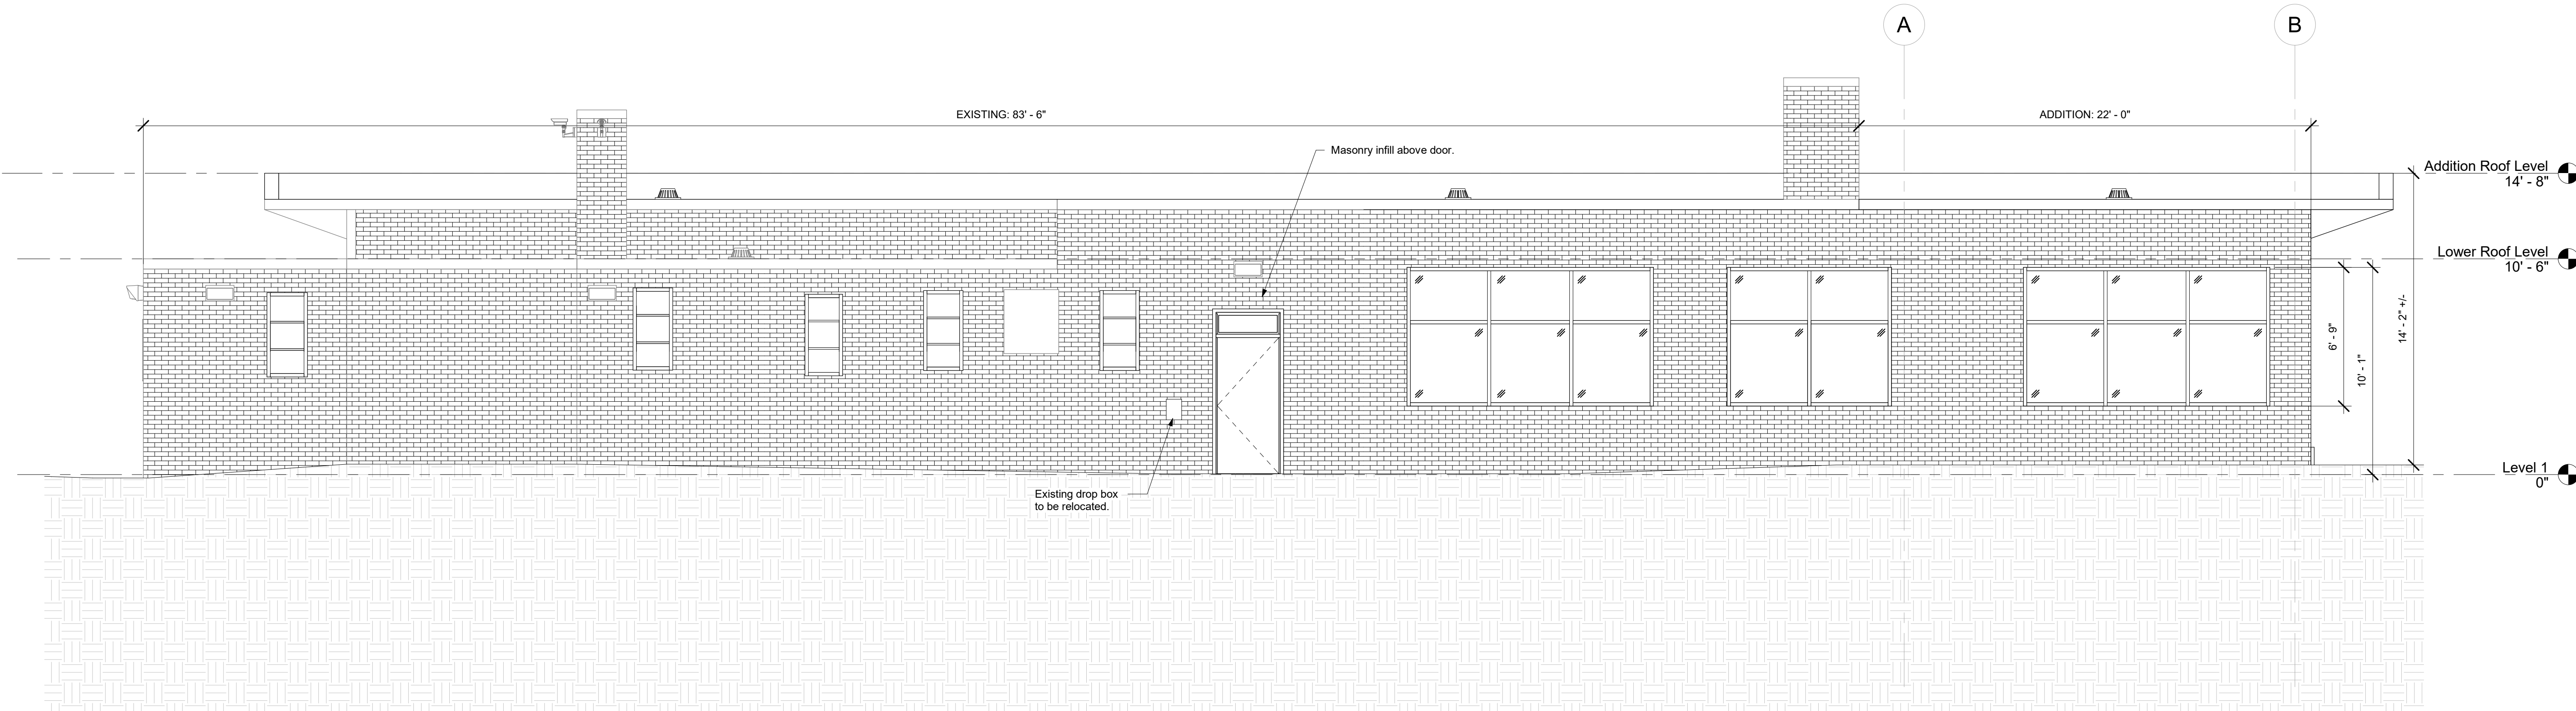 A
B
EXISTING: 83' - 6"
ADDITION: 22' - 0"
Masonry infill above door.
Addition Roof Level
14' - 8"
Lower Roof Level
10' - 6"
6' - 9"
10' - 1"
14' - 2" +/-
Level 1
0"
Existing drop box
to be relocated.